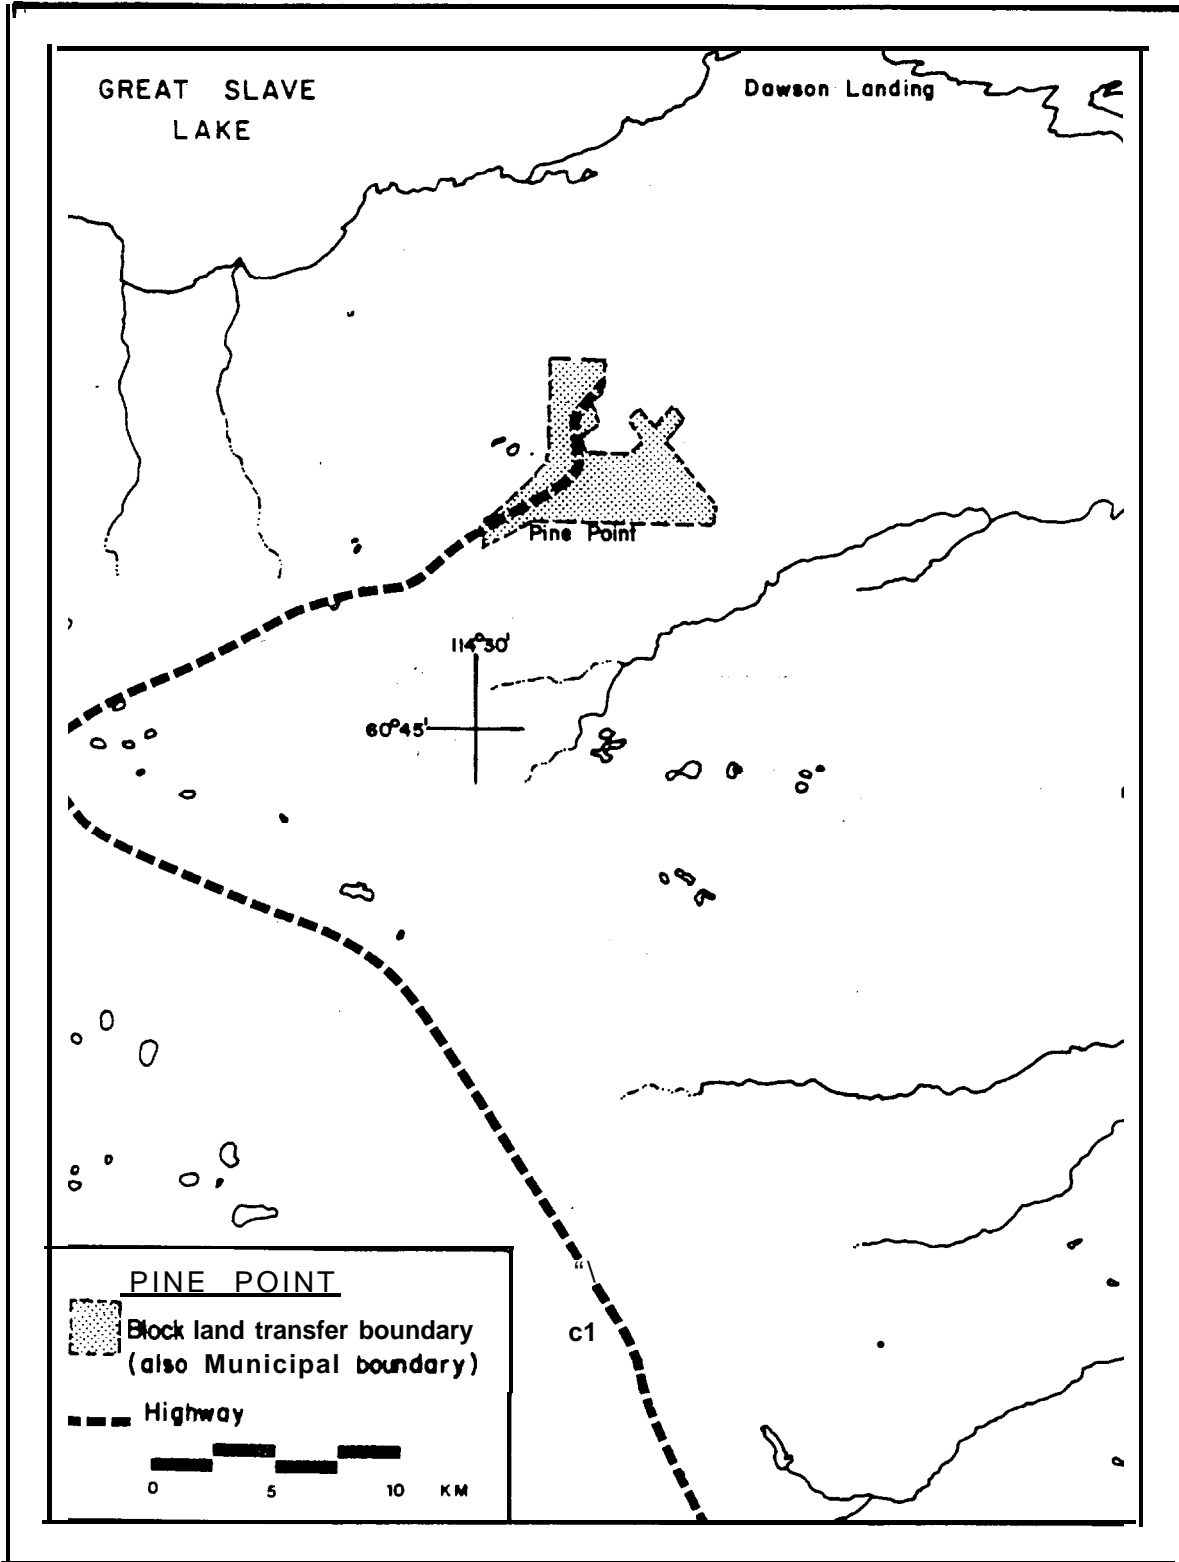 GREAT SLAVE
LAKE
Dawson Landing
Pine Point
114°30'
60°45'
c1
PINE POINT
Block land transfer boundary
(also Municipal boundary)
Highway
0 5 10 KM